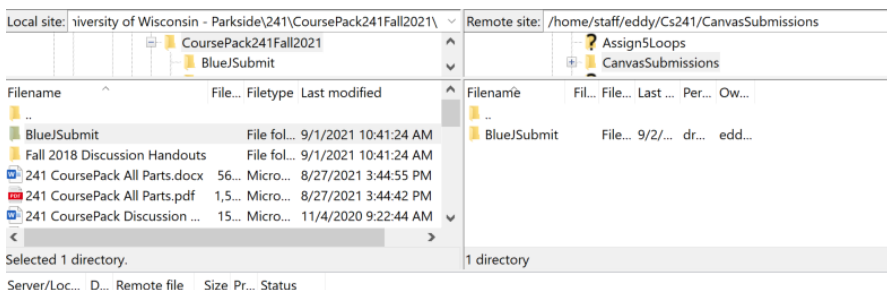 Local site: niversity of Wisconsin - Parkside\241\CoursePack241Fall2021\ Remote site: /home/staff/eddy/Cs241/CanvasSubmissions
CoursePack241Fall2021 ? Assign5Loops
BlueJSubmit CanvasSubmissions
Filename File... Filetype Last modified Filename Fil... File... Last ... Per... Ow...
.. ..
BlueJSubmit File fol... 9/1/2021 10:41:24 AM BlueJSubmit File... 9/2/... dr... edd...
Fall 2018 Discussion Handouts File fol... 9/1/2021 10:41:24 AM
241 CoursePack All Parts.docx 56... Micro... 8/27/2021 3:44:55 PM
241 CoursePack All Parts.pdf 1,5... Micro... 8/27/2021 3:44:42 PM
241 CoursePack Discussion ... 15... Micro... 11/4/2020 9:22:44 AM
Selected 1 directory. 1 directory
Server/Loc... D... Remote file Size Pr... Status